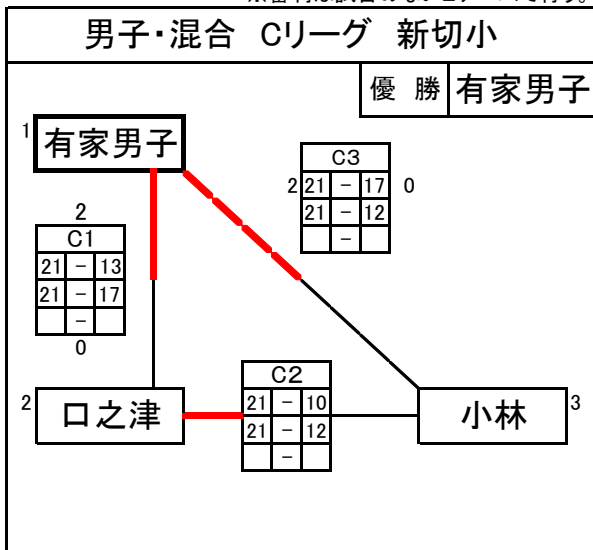 男子・混合 Cリーグ 新切小
優 勝 有家男子
1 有家男子
C3
2 21 － 17 0
21 － 12
－
2
C1
21 － 13
21 － 17
－
0
C2
21 － 10
21 － 12
－
2 口之津
小林 3